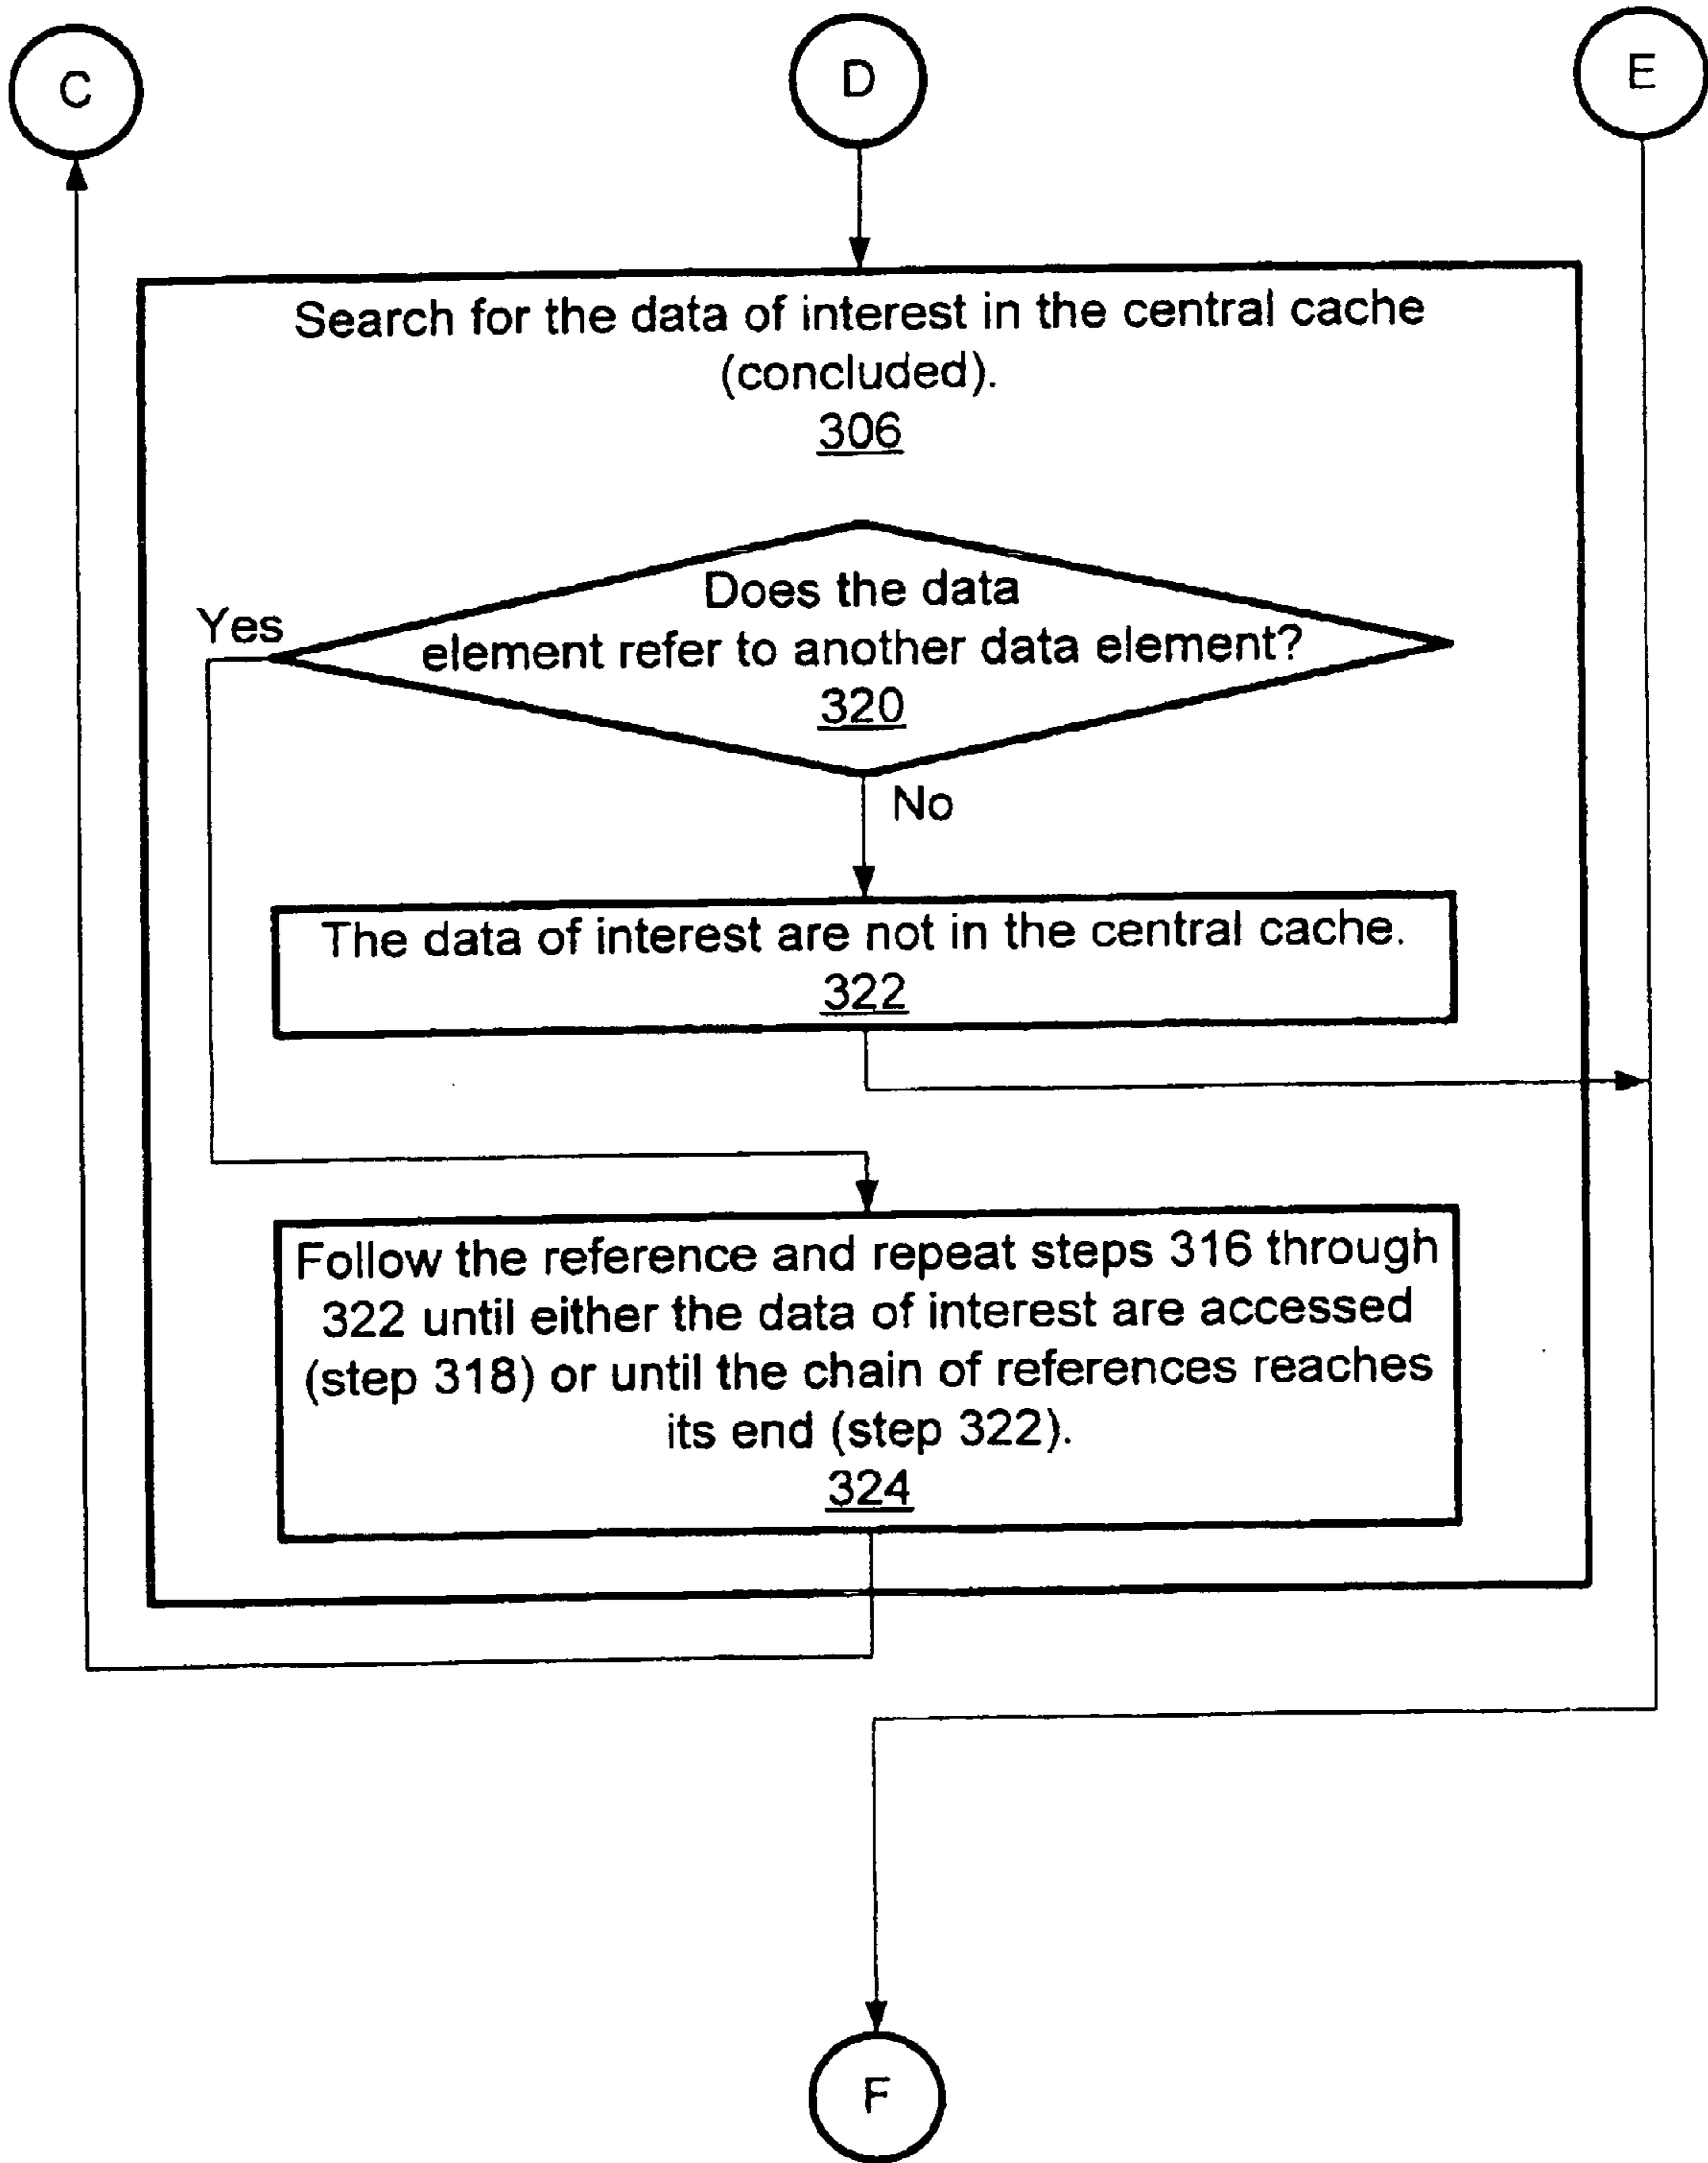 C
D
E
Search for the data of interest in the central cache
(concluded).
306
Does the data
element refer to another data element?
320
Yes
No
The data of interest are not in the central cache.
322
Follow the reference and repeat steps 316 through
322 until either the data of interest are accessed
(step 318) or until the chain of references reaches
its end (step 322).
324
F